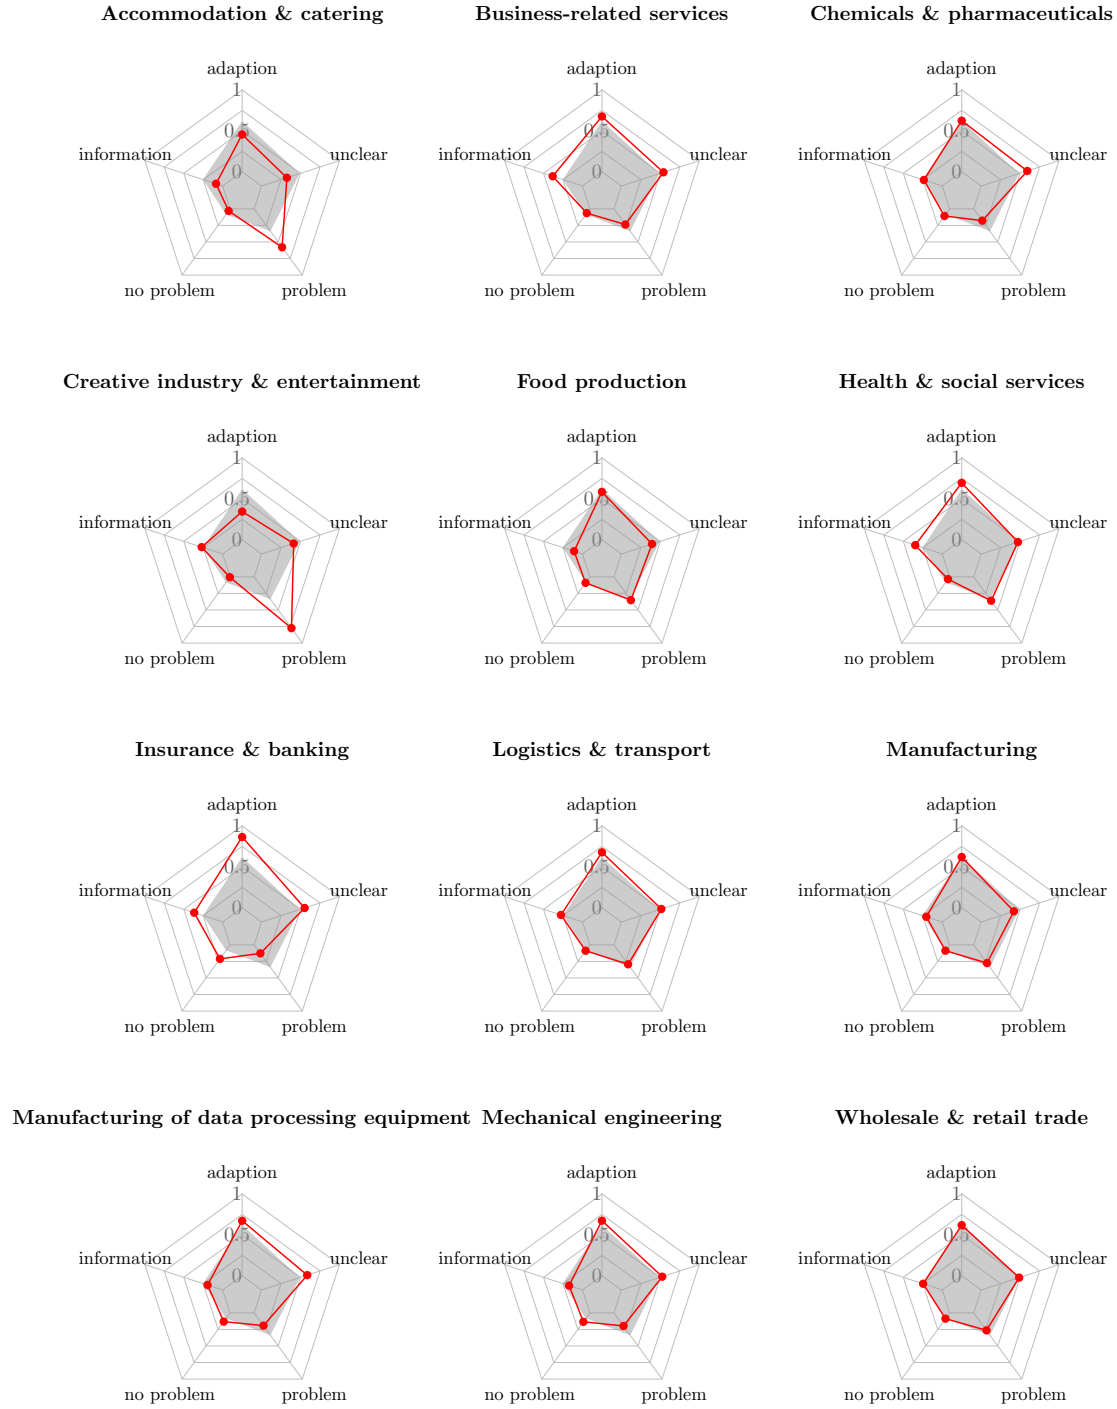 Accommodation & catering
adaption
1
0.5
0
information
unclear
no problem
problem
Business-related services
adaption
1
0.5
0
information
unclear
no problem
problem
Chemicals & pharmaceuticals
adaption
1
0.5
0
information
unclear
no problem
problem
Creative industry & entertainment
adaption
1
0.5
0
information
unclear
no problem
problem
Food production
adaption
1
0.5
0
information
unclear
no problem
problem
Health & social services
adaption
1
0.5
0
information
unclear
no problem
problem
Insurance & banking
adaption
1
0.5
0
information
unclear
no problem
problem
Logistics & transport
adaption
1
0.5
0
information
unclear
no problem
problem
Manufacturing
adaption
1
0.5
0
information
unclear
no problem
problem
Manufacturing of data processing equipment
adaption
1
0.5
0
information
unclear
no problem
problem
Mechanical engineering
adaption
1
0.5
0
information
unclear
no problem
problem
Wholesale & retail trade
adaption
1
0.5
0
information
unclear
no problem
problem